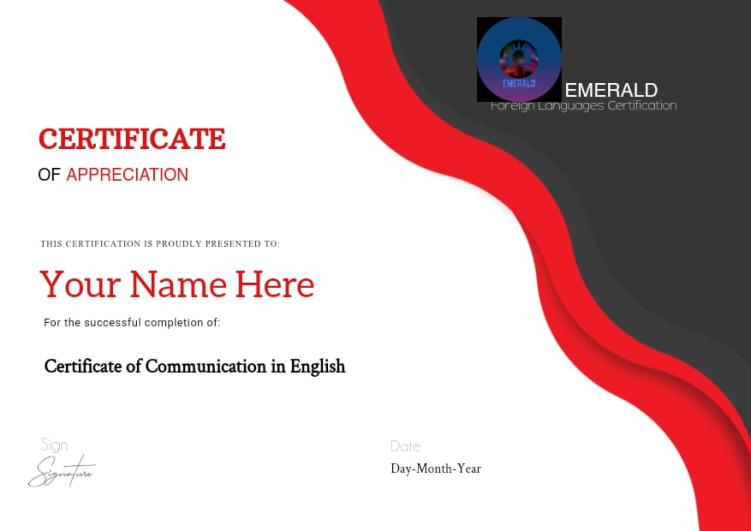 EMERALD
EMERALD
Foreign Languages Certification
CERTIFICATE
OF APPRECIATION
THIS CERTIFICATION IS PROUDLY PRESENTED TO:
Your Name Here
For the successful completion of:
Certificate of Communication in English
Sign
Signature
Date
Day-Month-Year